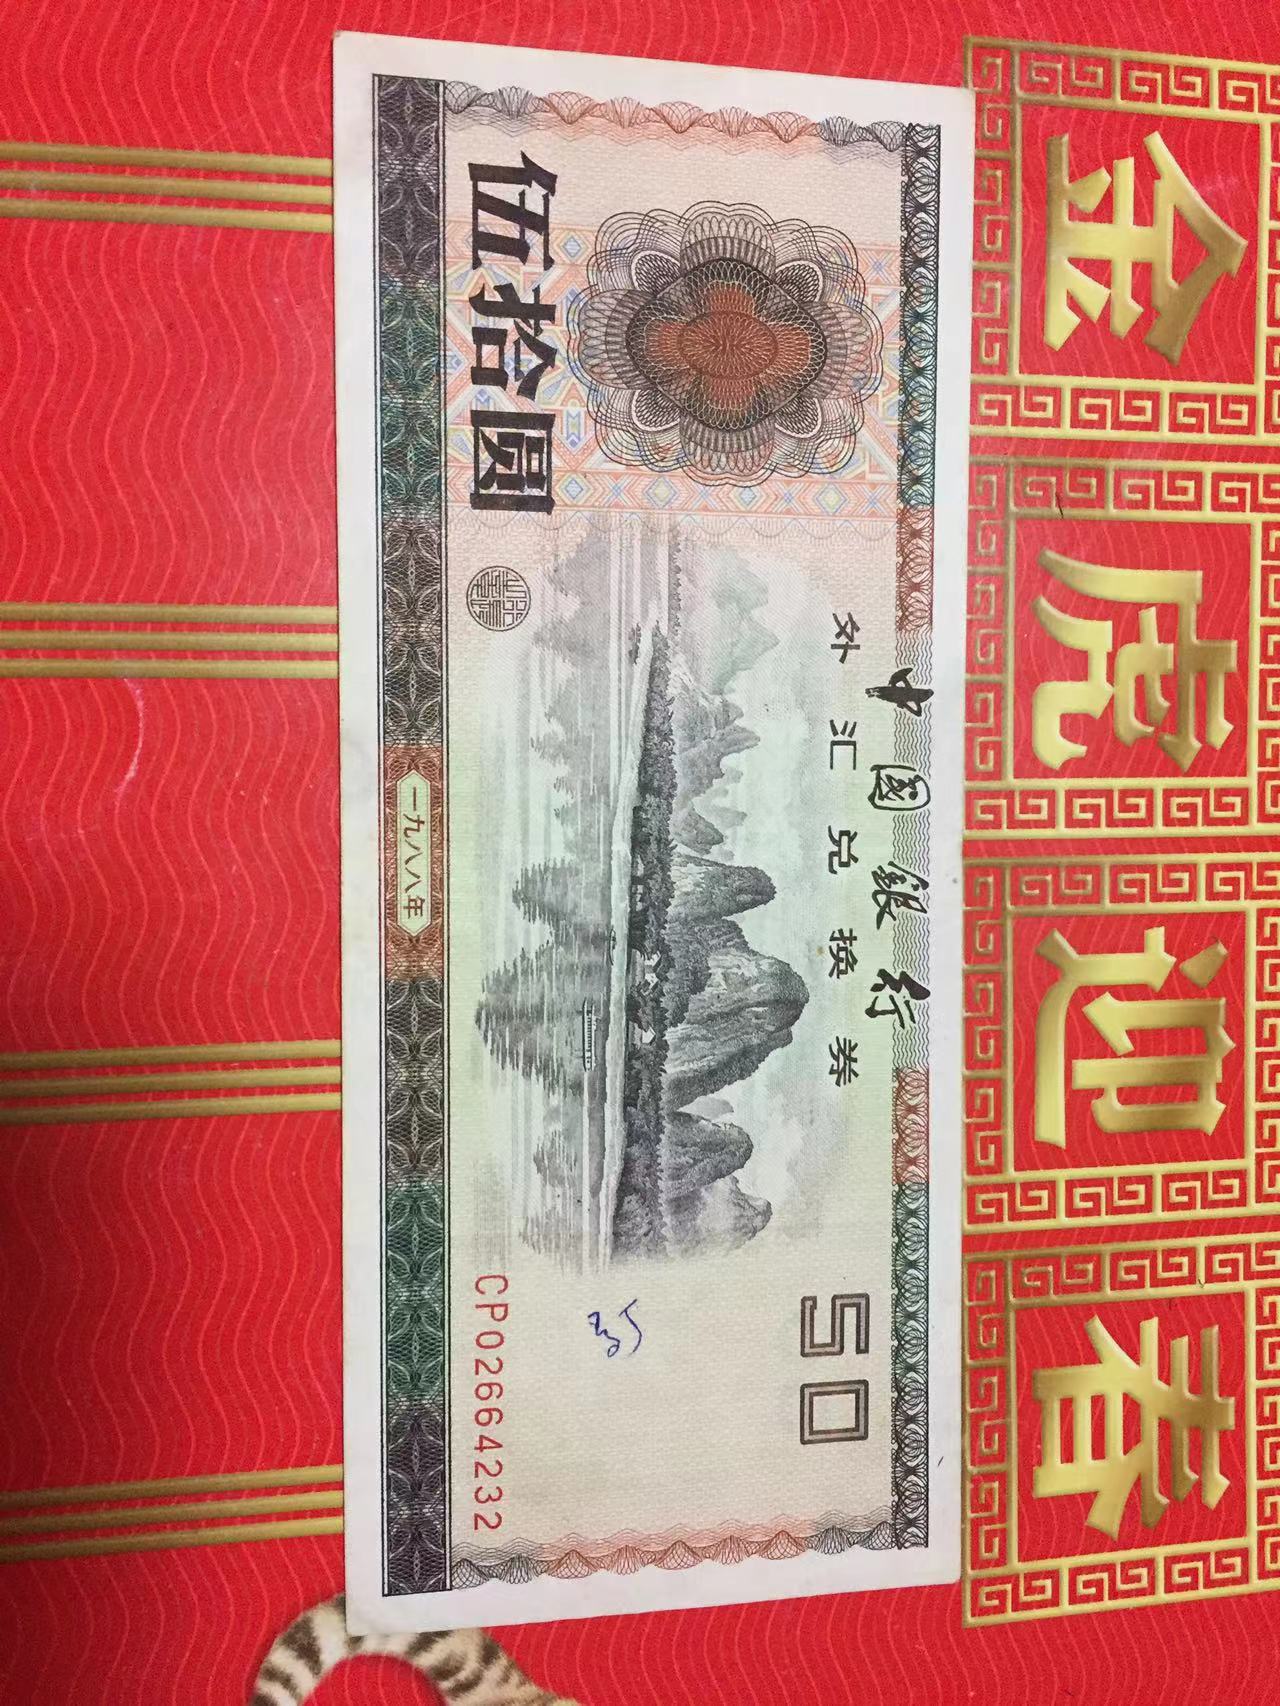 中國銀行
外汇兑换券
50
伍拾圆
CP02664232
一九八八年
金虎迎春